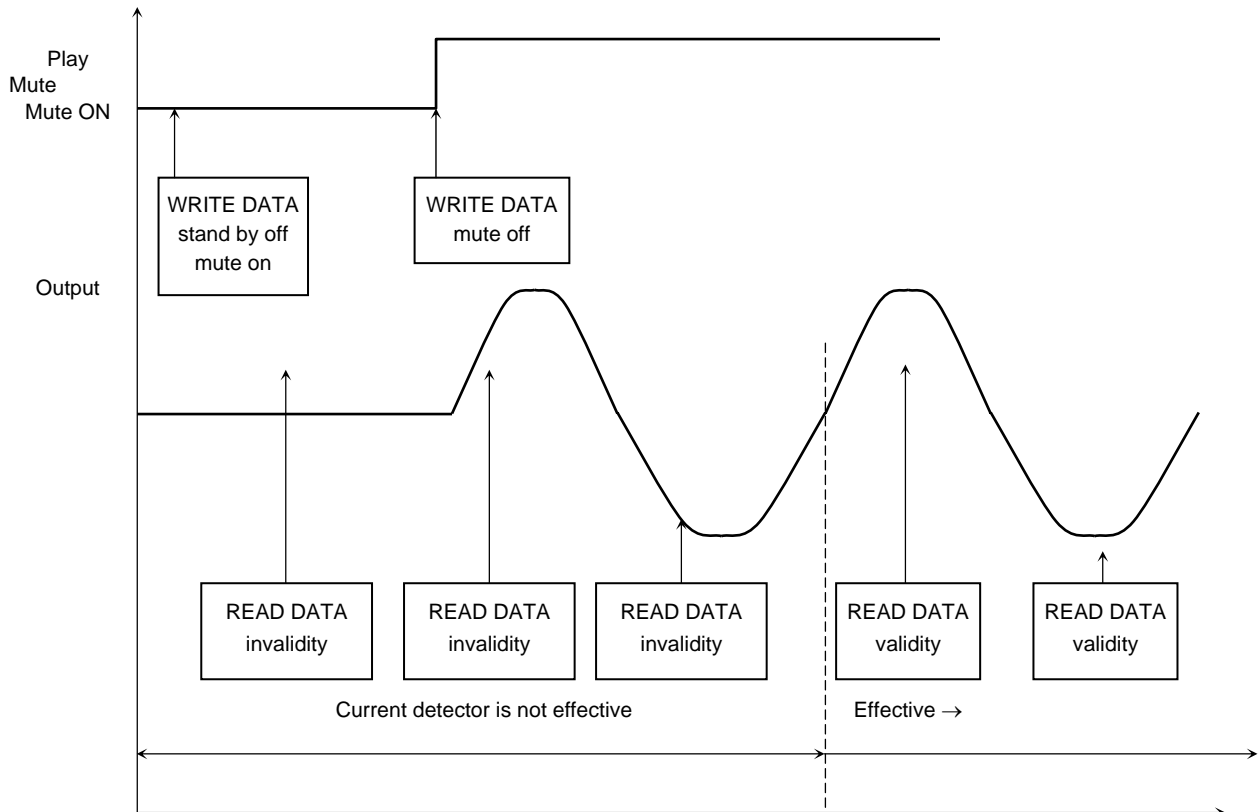 Play
Mute
Mute ON
WRITE DATA
stand by off
mute on
WRITE DATA
mute off
Output
READ DATA
invalidity
READ DATA
invalidity
READ DATA
invalidity
READ DATA
validity
READ DATA
validity
Current detector is not effective
Effective →